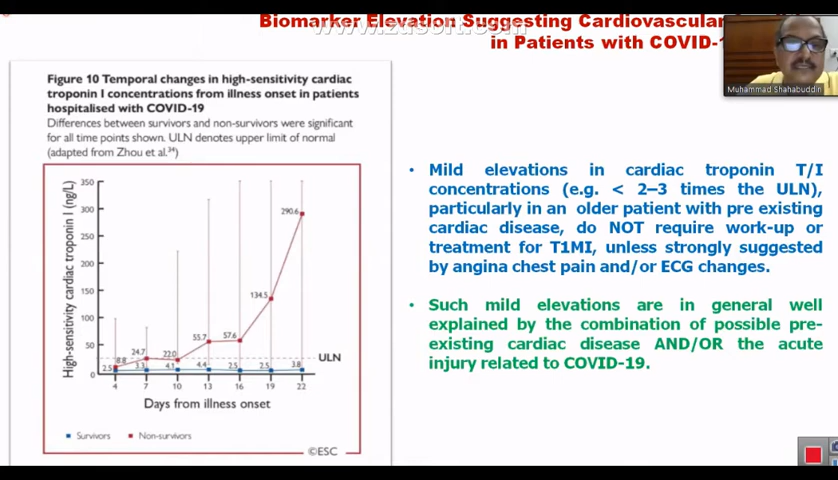 Biomarker Elevation Suggesting Cardiovascular
in Patients with COVID-1
Muhammad Shahabuddin
Figure 10 Temporal changes in high-sensitivity cardiac
troponin I concentrations from illness onset in patients
hospitalised with COVID-19
Differences between survivors and non-survivors were significant
for all time points shown. ULN denotes upper limit of normal
(adapted from Zhou et al.³⁴)
High-sensitivity cardiac troponin I (ng/L)
350
300
250
200
150
100
50
0
290.6
134.5
55.7
57.6
24.7
22.0
8.8
2.5
3.3
4.1
4.4
2.5
2.5
3.8
ULN
4 7 10 13 16 19 22
Days from illness onset
Survivors Non-survivors
©ESC
• Mild elevations in cardiac troponin T/I
concentrations (e.g. < 2–3 times the ULN),
particularly in an older patient with pre existing
cardiac disease, do NOT require work-up or
treatment for T1MI, unless strongly suggested
by angina chest pain and/or ECG changes.
• Such mild elevations are in general well
explained by the combination of possible pre-
existing cardiac disease AND/OR the acute
injury related to COVID-19.